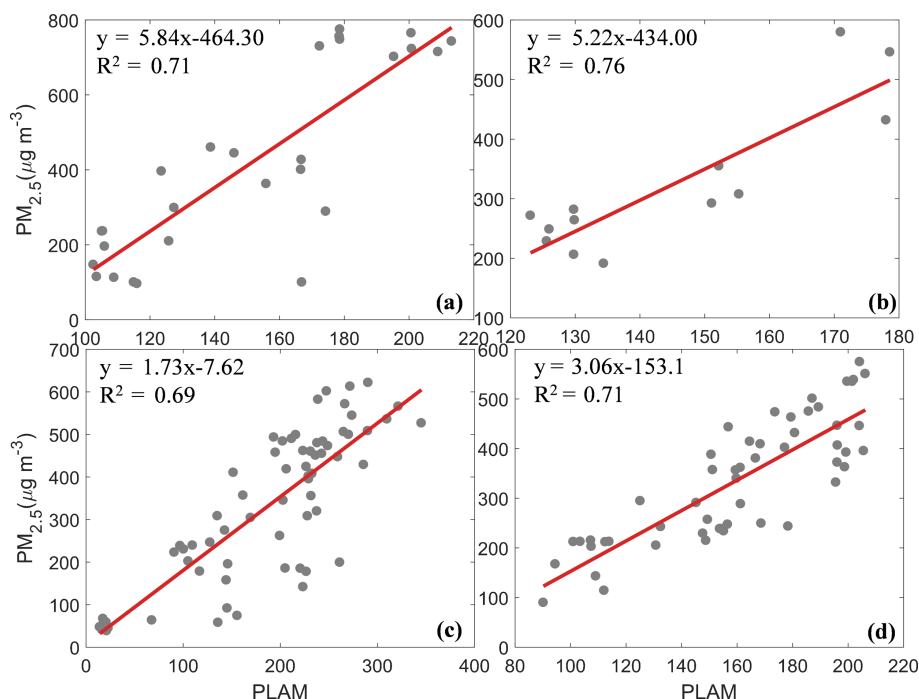 y = 5.84x-464.30
R² = 0.71
PM2.5(μg m⁻³)
800
600
400
200
0
100 120 140 160 180 200 220
(a)
y = 5.22x-434.00
R² = 0.76
600
500
400
300
200
100
120 130 140 150 160 170 180
(b)
y = 1.73x-7.62
R² = 0.69
PM2.5(μg m⁻³)
700
600
500
400
300
200
100
0
0 100 200 300 400
PLAM
(c)
y = 3.06x-153.1
R² = 0.71
600
500
400
300
200
100
0
80 100 120 140 160 180 200 220
PLAM
(d)